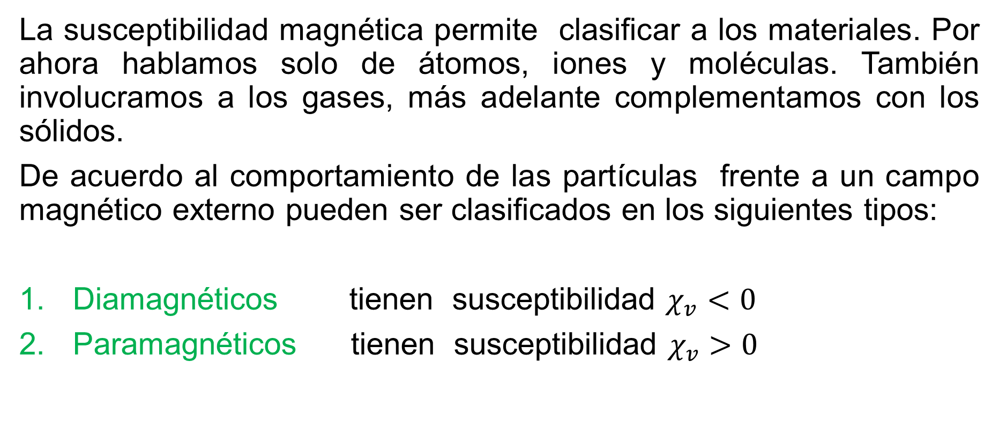 La susceptibilidad magnética permite clasificar a los materiales. Por
ahora hablamos solo de átomos, iones y moléculas. También
involucramos a los gases, más adelante complementamos con los
sólidos.
De acuerdo al comportamiento de las partículas frente a un campo
magnético externo pueden ser clasificados en los siguientes tipos:
1. Diamagnéticos tienen susceptibilidad χᵥ < 0
2. Paramagnéticos tienen susceptibilidad χᵥ > 0